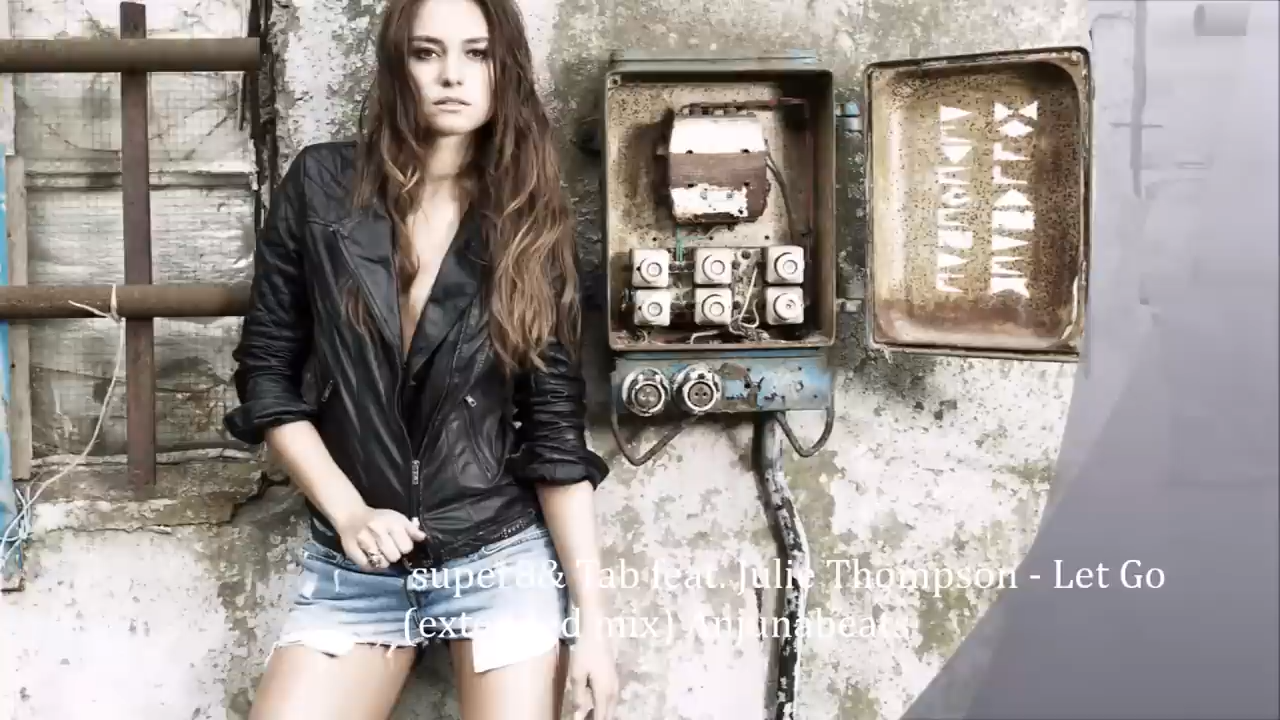 super8& Tab feat. Julie Thompson - Let Go
(extended mix) Anjunabeats